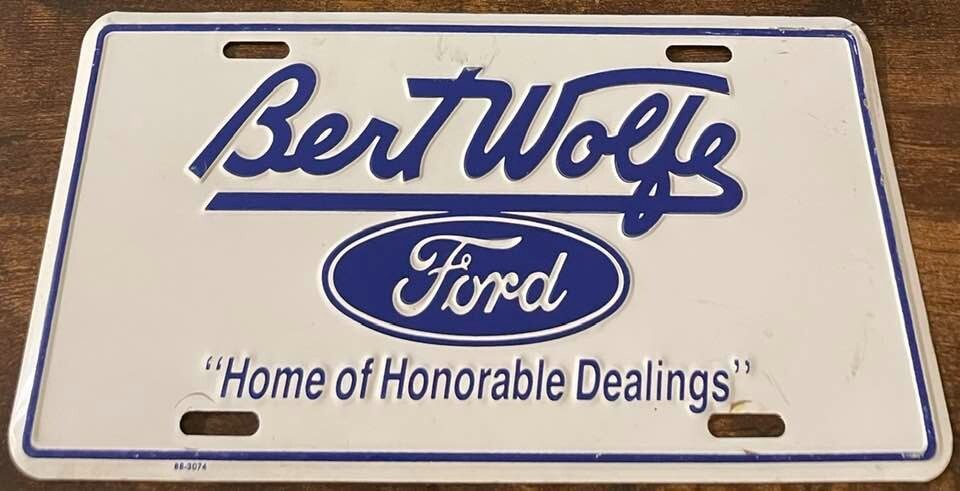 Bert Wolfe
Ford
"Home of Honorable Dealings"
88-3074